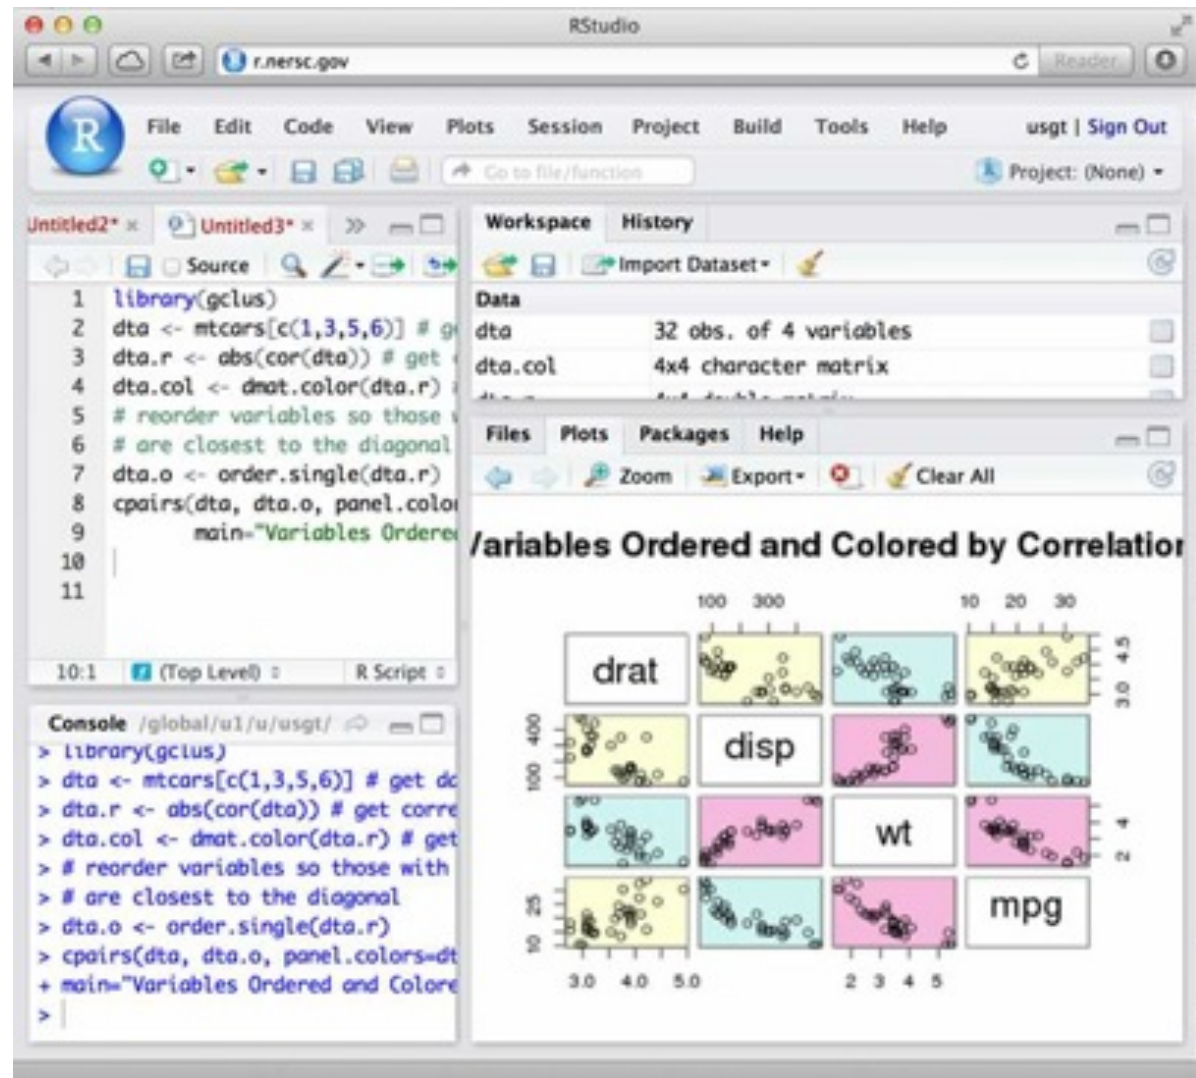 RStudio
r.nersc.gov
Reader
R
File Edit Code View Plots Session Project Build Tools Help usgt | Sign Out
Go to file/function
Project: (None)
Untitled2* Untitled3*
Source
1 library(gclus)
2 dta <- mtcars[c(1,3,5,6)] #
3 dta.r <- abs(cor(dta)) # get
4 dta.col <- dmat.color(dta.r)
5 # reorder variables so those
6 # are closest to the diagonal
7 dta.o <- order.single(dta.r)
8 cpairs(dta, dta.o, panel.color
9 main="Variables Ordered
10
11
10:1 (Top Level) R Script
Console /global/u1/u/usgt/
> library(gclus)
> dta <- mtcars[c(1,3,5,6)] # get da
> dta.r <- abs(cor(dta)) # get corre
> dta.col <- dmat.color(dta.r) # get
> # reorder variables so those with
> # are closest to the diagonal
> dta.o <- order.single(dta.r)
> cpairs(dta, dta.o, panel.colors=dt
+ main="Variables Ordered and Colore
>
Workspace History
Import Dataset
Data
dta 32 obs. of 4 variables
dta.col 4x4 character matrix
Files Plots Packages Help
Zoom Export Clear All
Variables Ordered and Colored by Correlation
100 300 10 20 30
drat 3.0 4.5
100 400 disp
wt 2 4
10 25 mpg
3.0 4.0 5.0 2 3 4 5